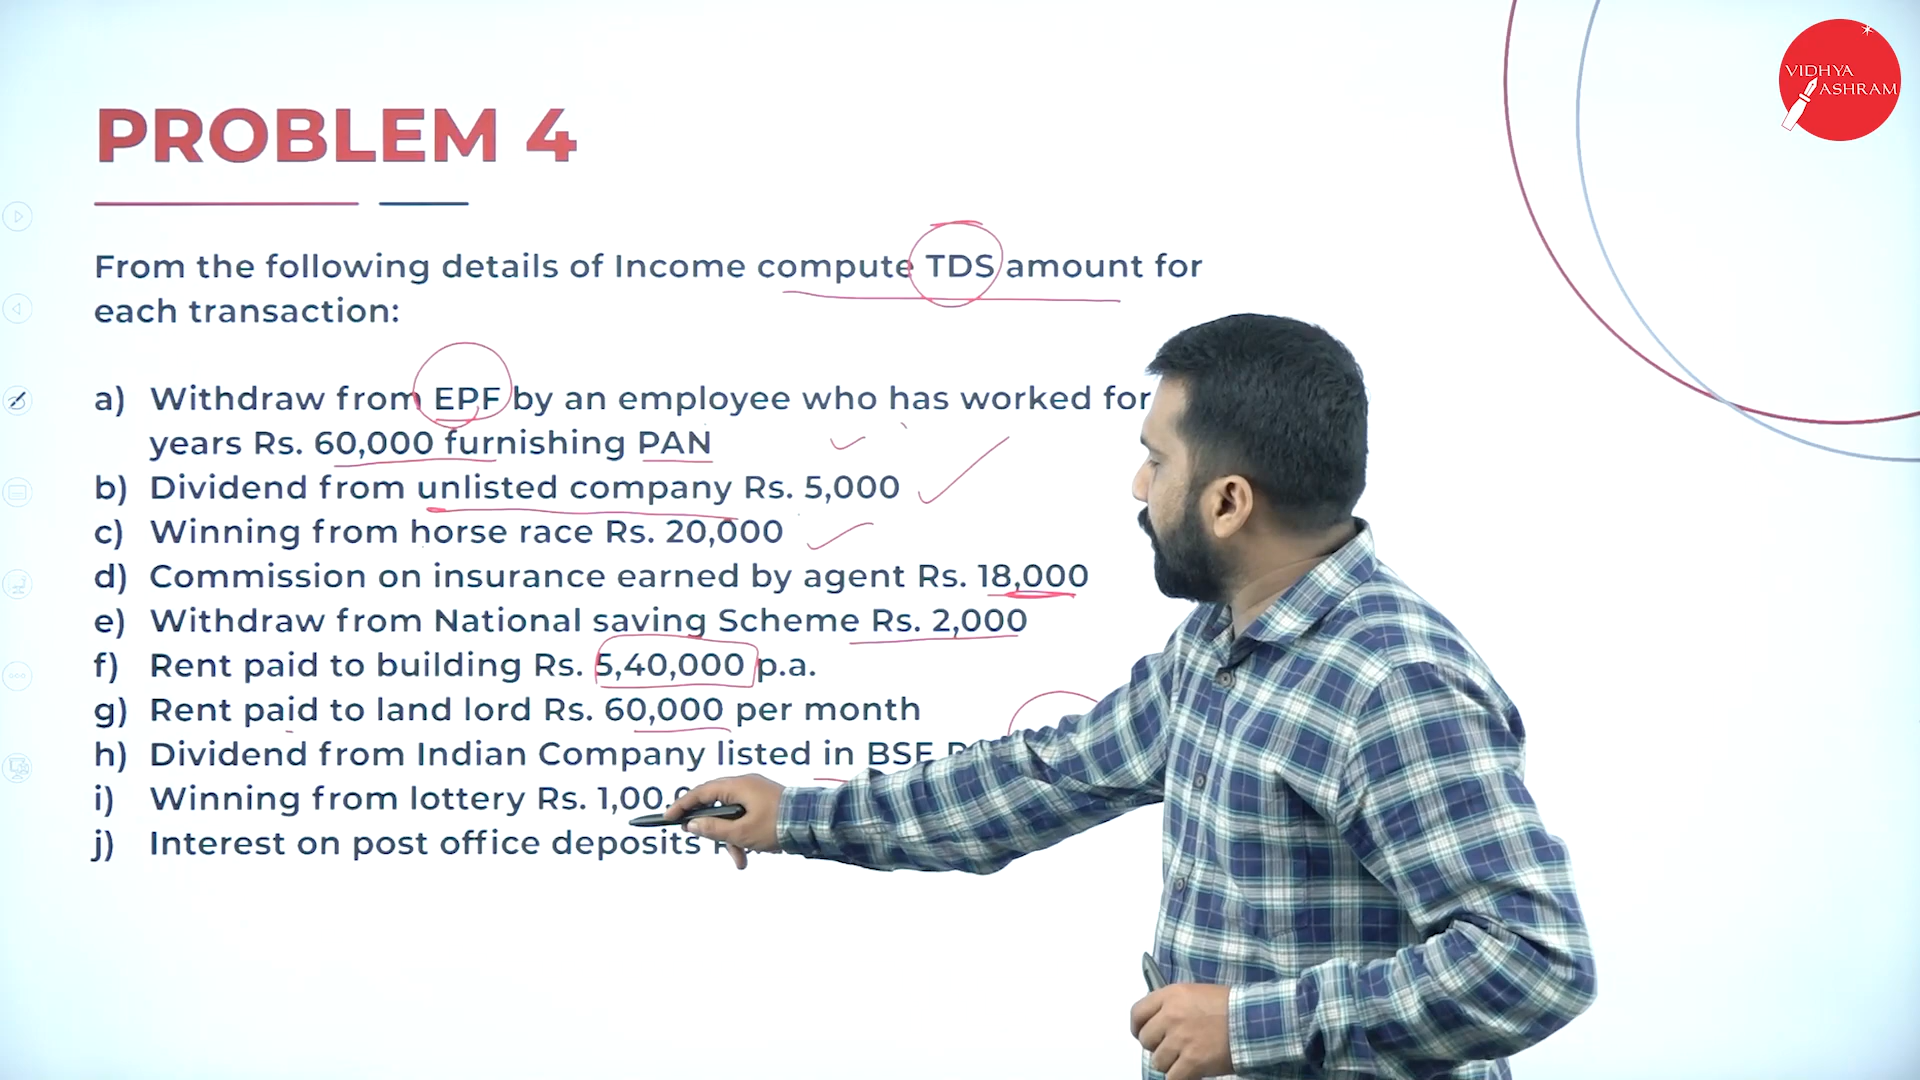 VIDHYA
ASHRAM
PROBLEM 4
From the following details of Income compute TDS amount for
each transaction:
a) Withdraw from EPF by an employee who has worked for
years Rs. 60,000 furnishing PAN
b) Dividend from unlisted company Rs. 5,000
c) Winning from horse race Rs. 20,000
d) Commission on insurance earned by agent Rs. 18,000
e) Withdraw from National saving Scheme Rs. 2,000
f) Rent paid to building Rs. 5,40,000 p.a.
g) Rent paid to land lord Rs. 60,000 per month
h) Dividend from Indian Company listed in BSE
i) Winning from lottery Rs.
j) Interest on post office deposits